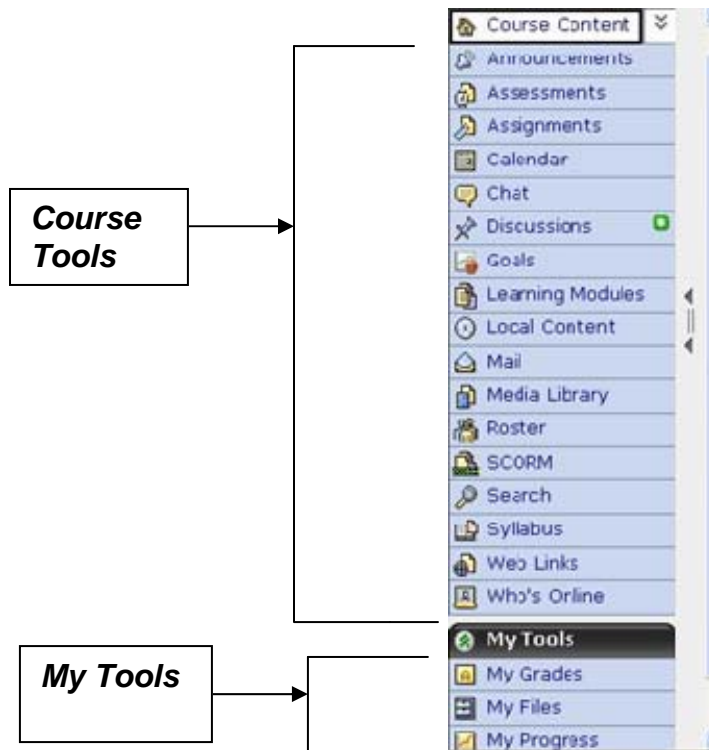 Course Content
Announcements
Assessments
Assignments
Calendar
Chat
Discussions
Goals
Learning Modules
Local Content
Mail
Media Library
Roster
SCORM
Search
Syllabus
Web Links
Who's Online
Course
Tools
My Tools
My Grades
My Files
My Progress
My Tools